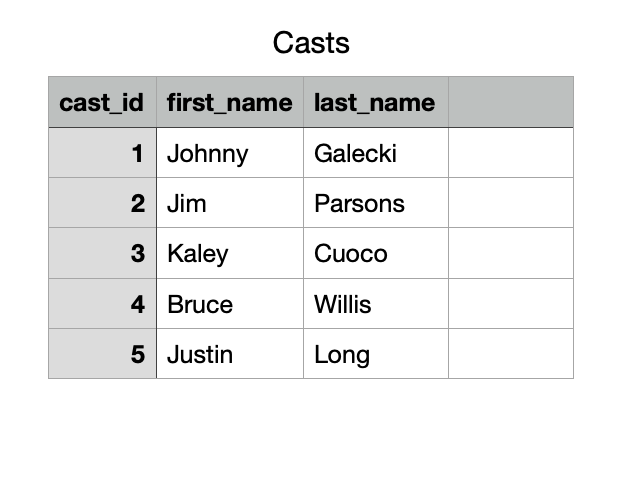 Casts
cast_id first_name last_name
1 Johnny Galecki
2 Jim Parsons
3 Kaley Cuoco
4 Bruce Willis
5 Justin Long